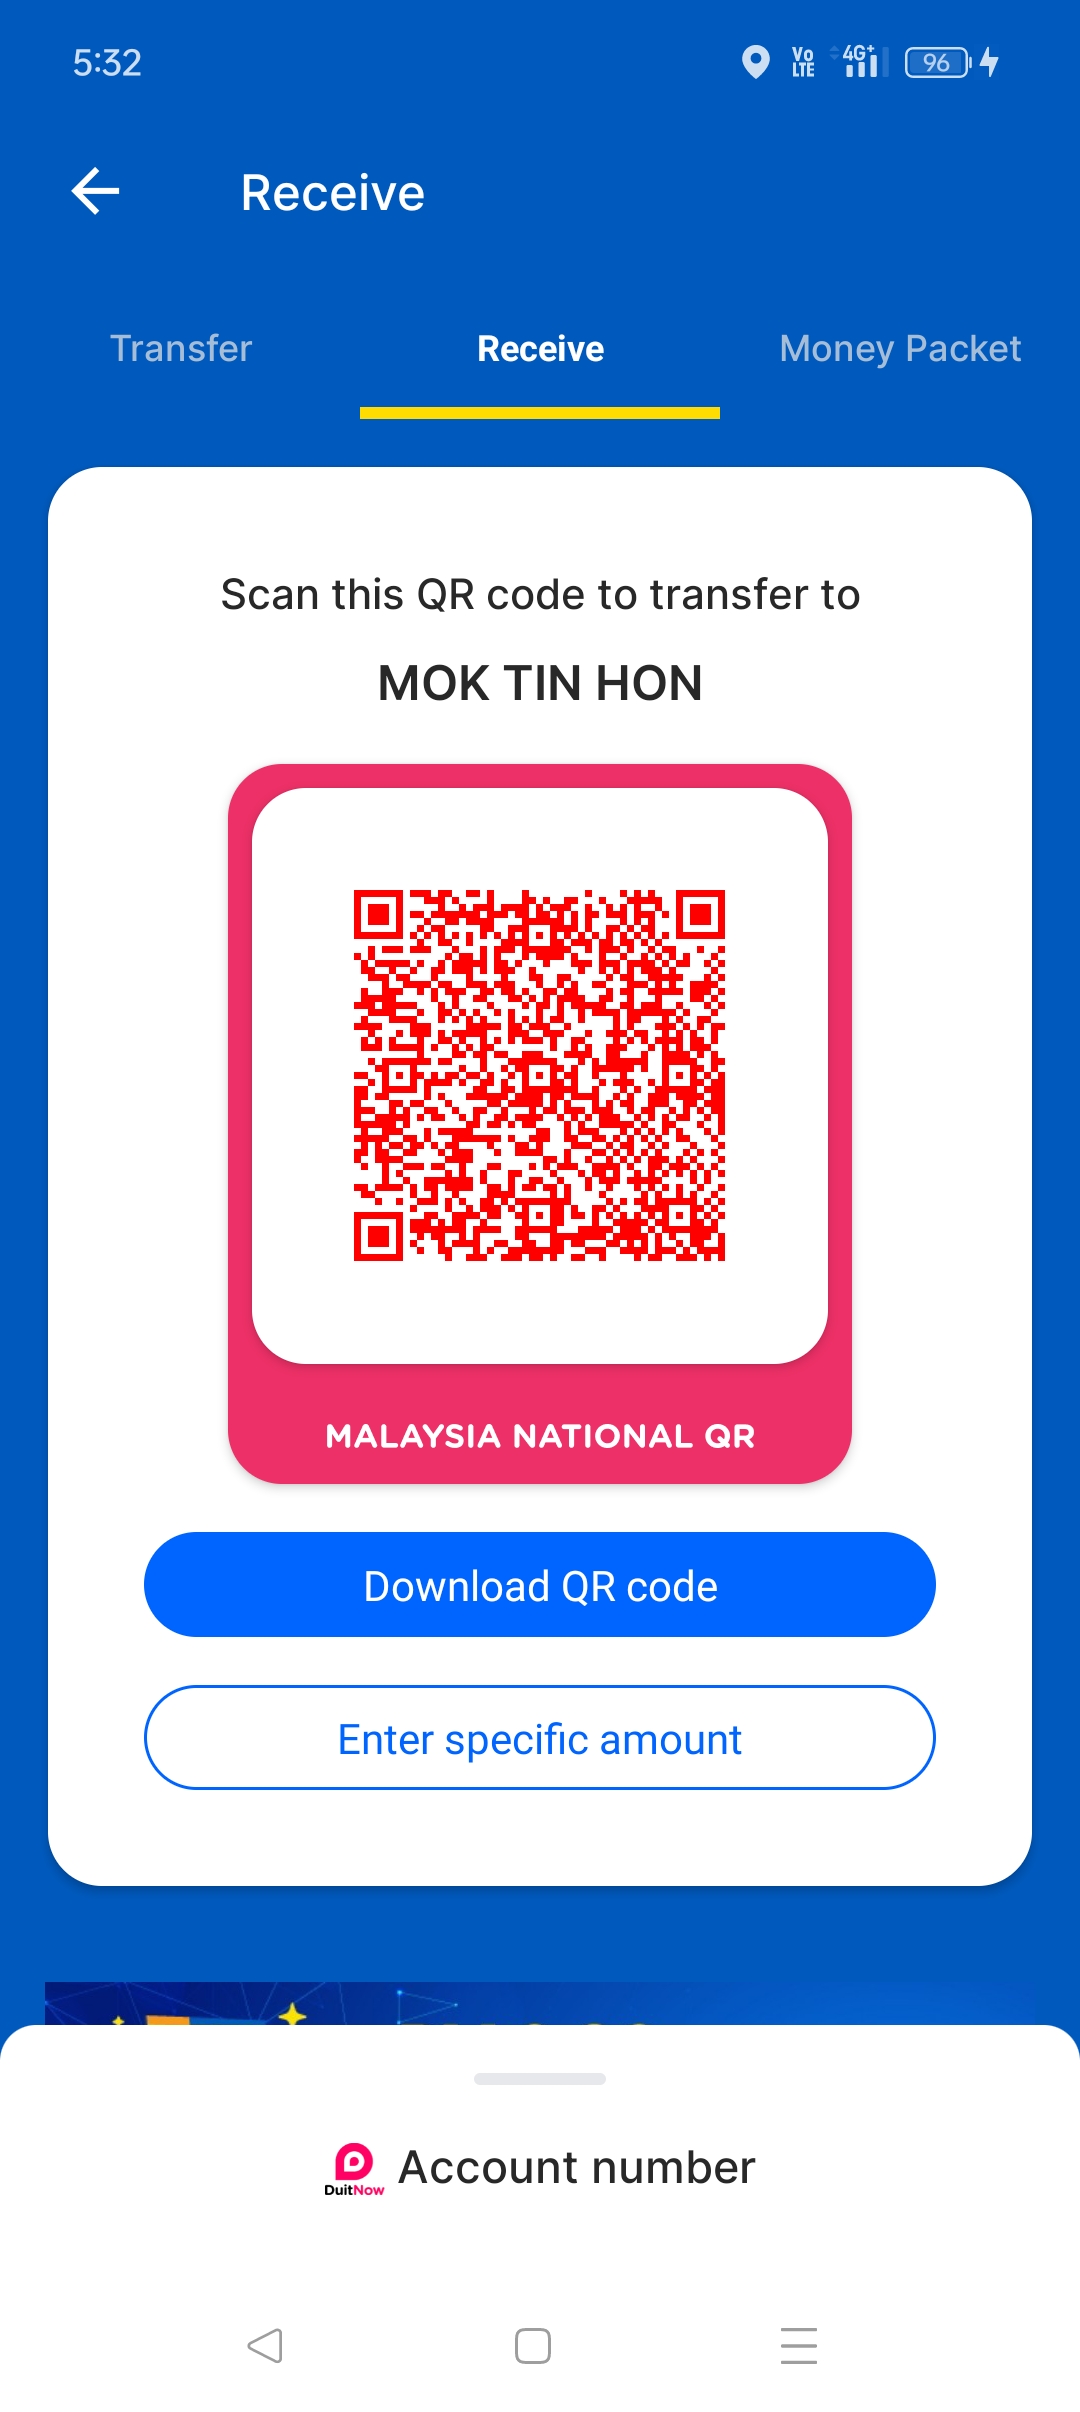 5:32
Vo LTE 4G+ 96
Receive
Transfer Receive Money Packet
Scan this QR code to transfer to
MOK TIN HON
MALAYSIA NATIONAL QR
Download QR code
Enter specific amount
DuitNow Account number